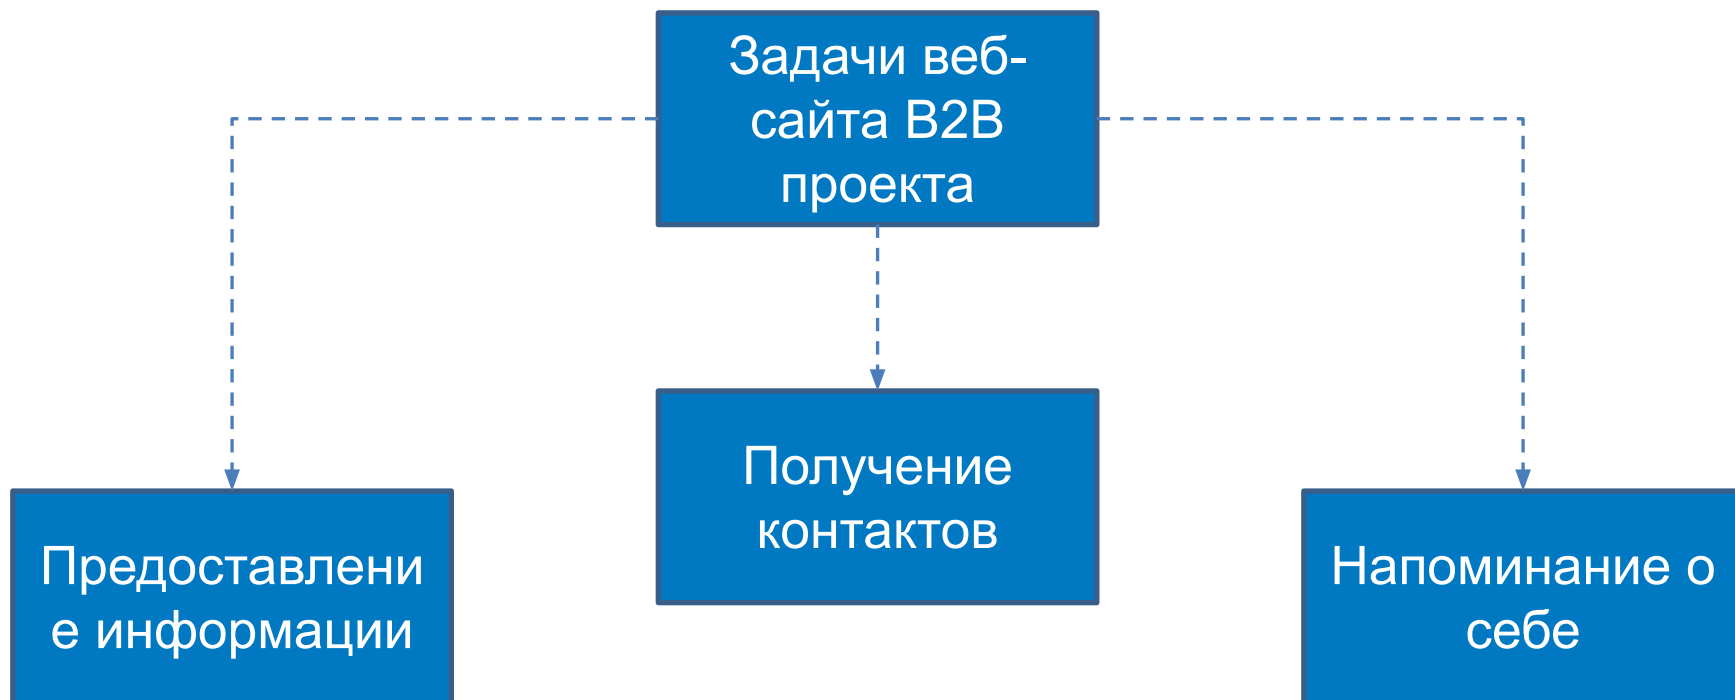 Задачи веб-
сайта B2B
проекта
Получение
контактов
Предоставлени
е информации
Напоминание о
себе